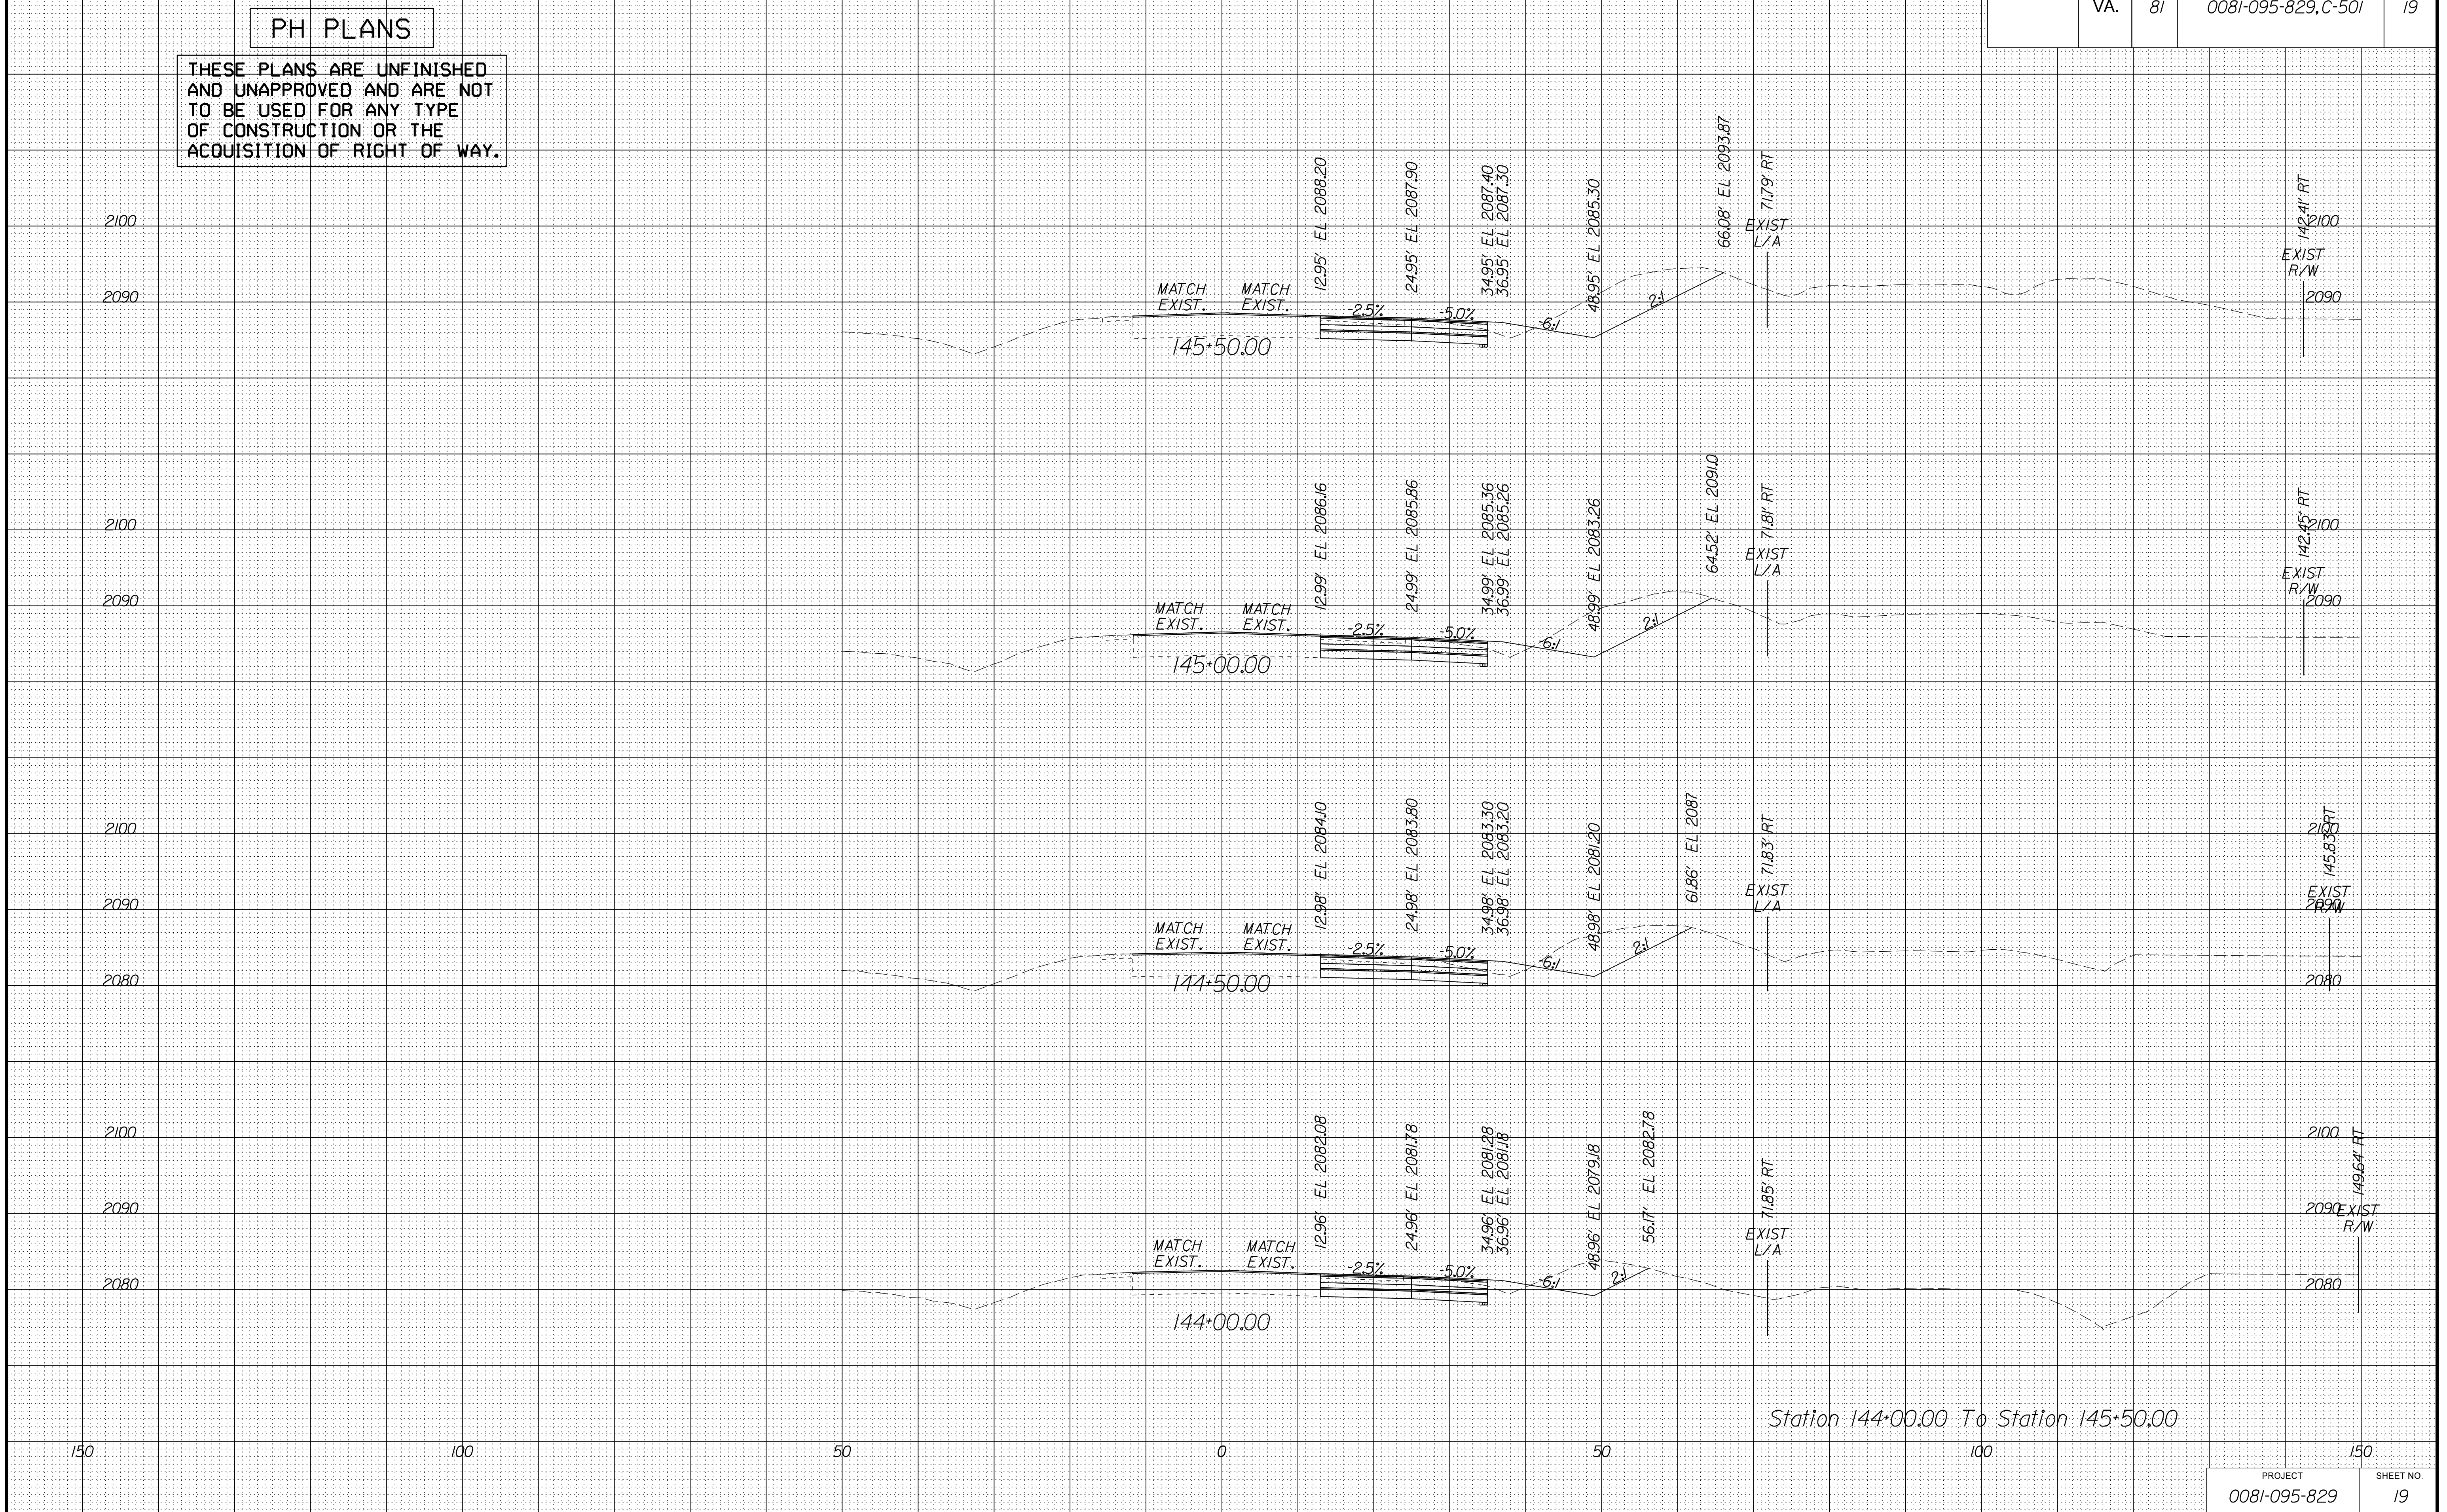 PH PLANS
THESE PLANS ARE UNFINISHED
AND UNAPPROVED AND ARE NOT
TO BE USED FOR ANY TYPE
OF CONSTRUCTION OR THE
ACQUISITION OF RIGHT OF WAY.
VA. 81 0081-095-829, C-501 19
12.95' EL 2088.20
24.95' EL 2087.90
34.95' EL 2087.40
36.95' EL 2087.30
48.95' EL 2085.30
66.08' EL 2093.87
71.79' RT
EXIST
L/A
142.41' RT
EXIST
R/W
2100 2100
2090 2090
MATCH
EXIST.
MATCH
EXIST.
-2.5% -5.0% -6:1 2:1
145+50.00
12.99' EL 2086.16
24.99' EL 2085.86
34.99' EL 2085.36
36.99' EL 2085.26
48.99' EL 2083.26
64.52' EL 2091.0
71.81' RT
EXIST
L/A
142.45' RT
EXIST
R/W
2100 2100
2090 2090
MATCH
EXIST.
MATCH
EXIST.
-2.5% -5.0% -6:1 2:1
145+00.00
12.98' EL 2084.10
24.98' EL 2083.80
34.98' EL 2083.30
36.98' EL 2083.20
48.98' EL 2081.20
61.86' EL 2087
71.83' RT
EXIST
L/A
145.83' RT
EXIST
R/W
2100 2100
2090 2090
2080 2080
MATCH
EXIST.
MATCH
EXIST.
-2.5% -5.0% -6:1 2:1
144+50.00
12.96' EL 2082.08
24.96' EL 2081.78
34.96' EL 2081.28
36.96' EL 2081.18
48.96' EL 2079.18
56.17' EL 2082.78
71.85' RT
EXIST
L/A
149.64' RT
EXIST
R/W
2100 2100
2090 2090
2080 2080
MATCH
EXIST.
MATCH
EXIST.
-2.5% -5.0% -6:1 2:1
144+00.00
Station 144+00.00 To Station 145+50.00
150 100 50 0 50 100 150
PROJECT SHEET NO.
0081-095-829 19